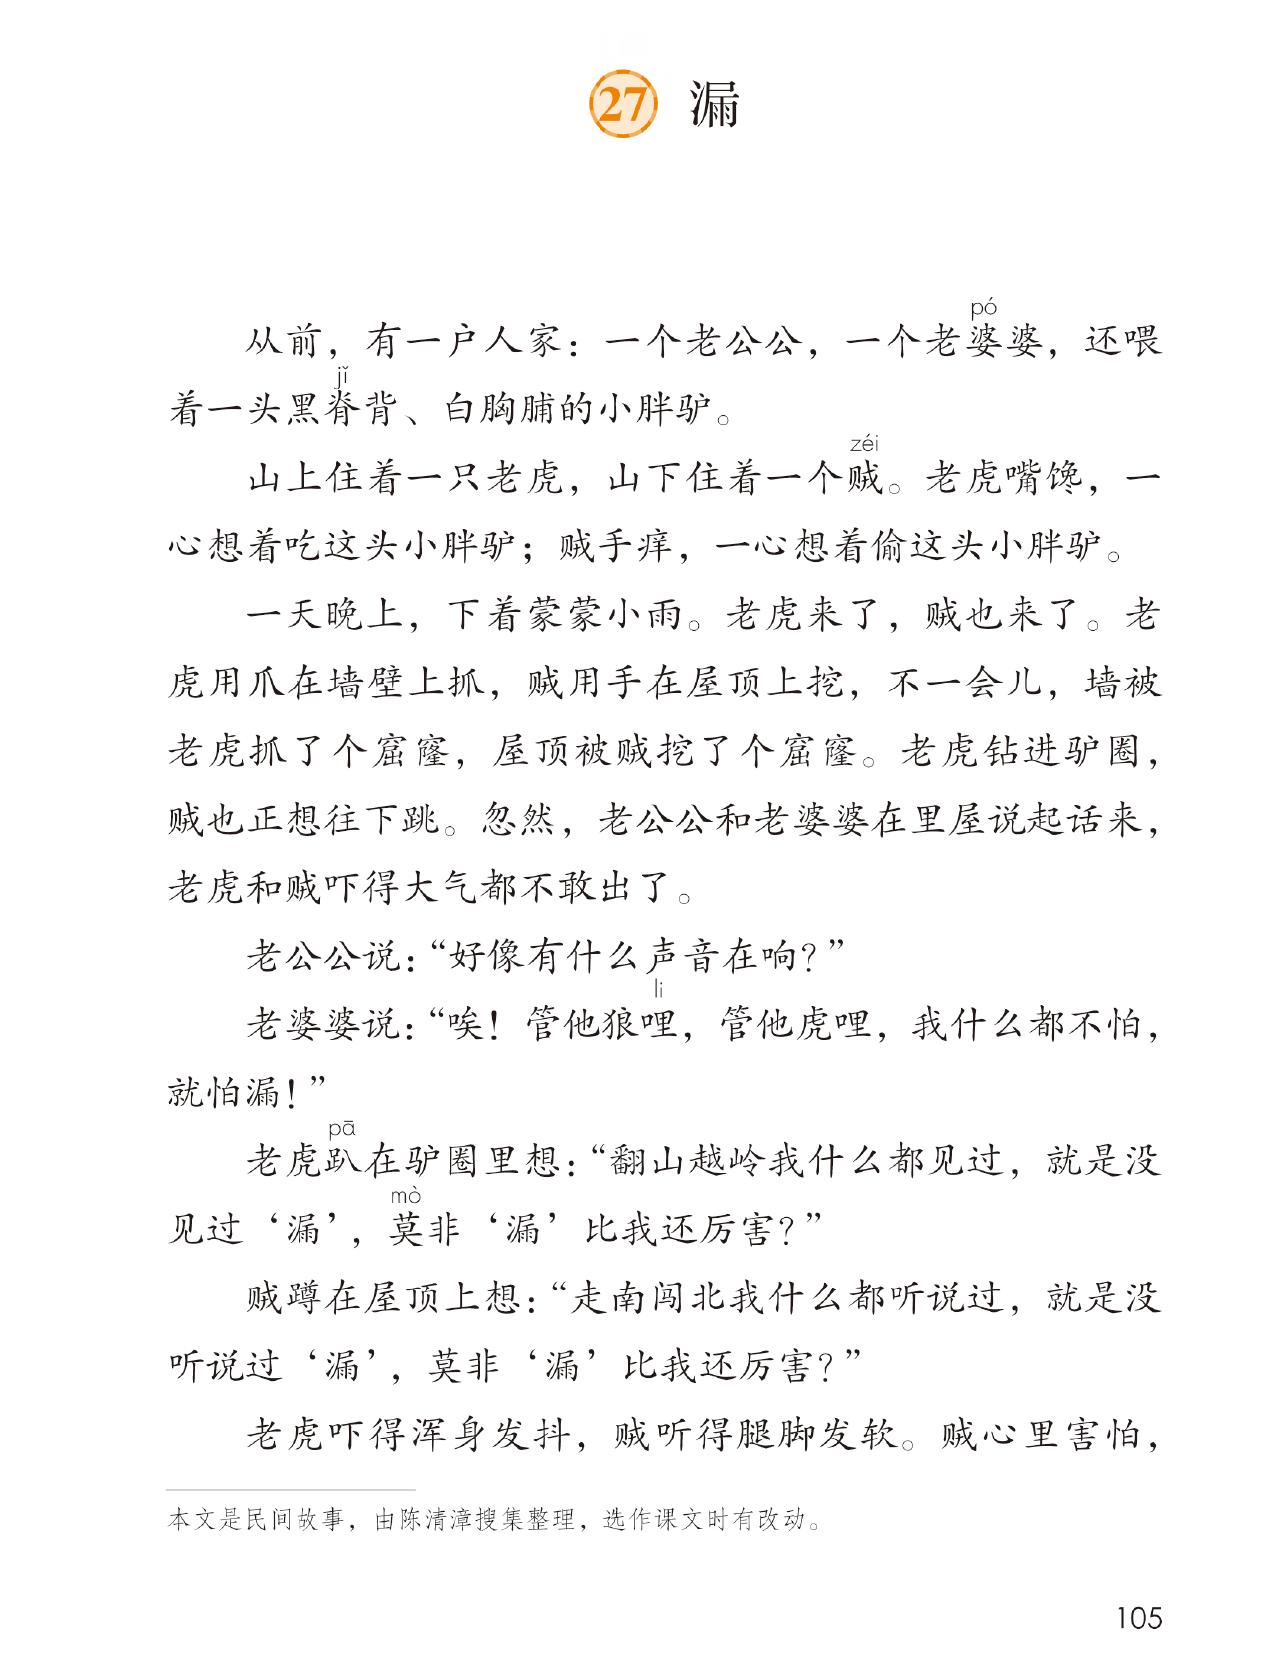 27 漏
pó
从前，有一户人家：一个老公公，一个老婆婆，还喂
jǐ
着一头黑脊背、白胸脯的小胖驴。
zéi
山上住着一只老虎，山下住着一个贼。老虎嘴馋，一
心想着吃这头小胖驴；贼手痒，一心想着偷这头小胖驴。
一天晚上，下着蒙蒙小雨。老虎来了，贼也来了。老
虎用爪在墙壁上抓，贼用手在屋顶上挖，不一会儿，墙被
老虎抓了个窟窿，屋顶被贼挖了个窟窿。老虎钻进驴圈，
贼也正想往下跳。忽然，老公公和老婆婆在里屋说起话来，
老虎和贼吓得大气都不敢出了。
老公公说：“好像有什么声音在响？”
li
老婆婆说：“唉！管他狼哩，管他虎哩，我什么都不怕，
就怕漏！”
pā
老虎趴在驴圈里想：“翻山越岭我什么都见过，就是没
mò
见过‘漏’，莫非‘漏’比我还厉害？”
贼蹲在屋顶上想：“走南闯北我什么都听说过，就是没
听说过‘漏’，莫非‘漏’比我还厉害？”
老虎吓得浑身发抖，贼听得腿脚发软。贼心里害怕，
本文是民间故事，由陈清漳搜集整理，选作课文时有改动。
105